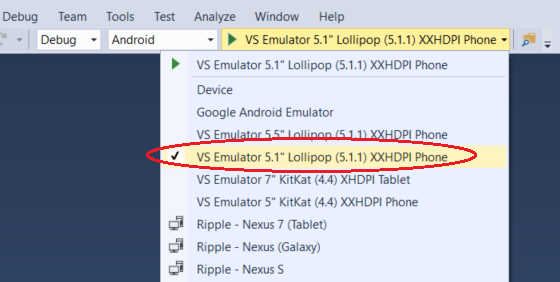 Debug Team Tools Test Analyze Window Help
Debug Android VS Emulator 5.1" Lollipop (5.1.1) XXHDPI Phone
VS Emulator 5.1" Lollipop (5.1.1) XXHDPI Phone
Device
Google Android Emulator
VS Emulator 5.5" Lollipop (5.1.1) XXHDPI Phone
VS Emulator 5.1" Lollipop (5.1.1) XXHDPI Phone
VS Emulator 7" KitKat (4.4) XHDPI Tablet
VS Emulator 5" KitKat (4.4) XXHDPI Phone
Ripple - Nexus 7 (Tablet)
Ripple - Nexus (Galaxy)
Ripple - Nexus S